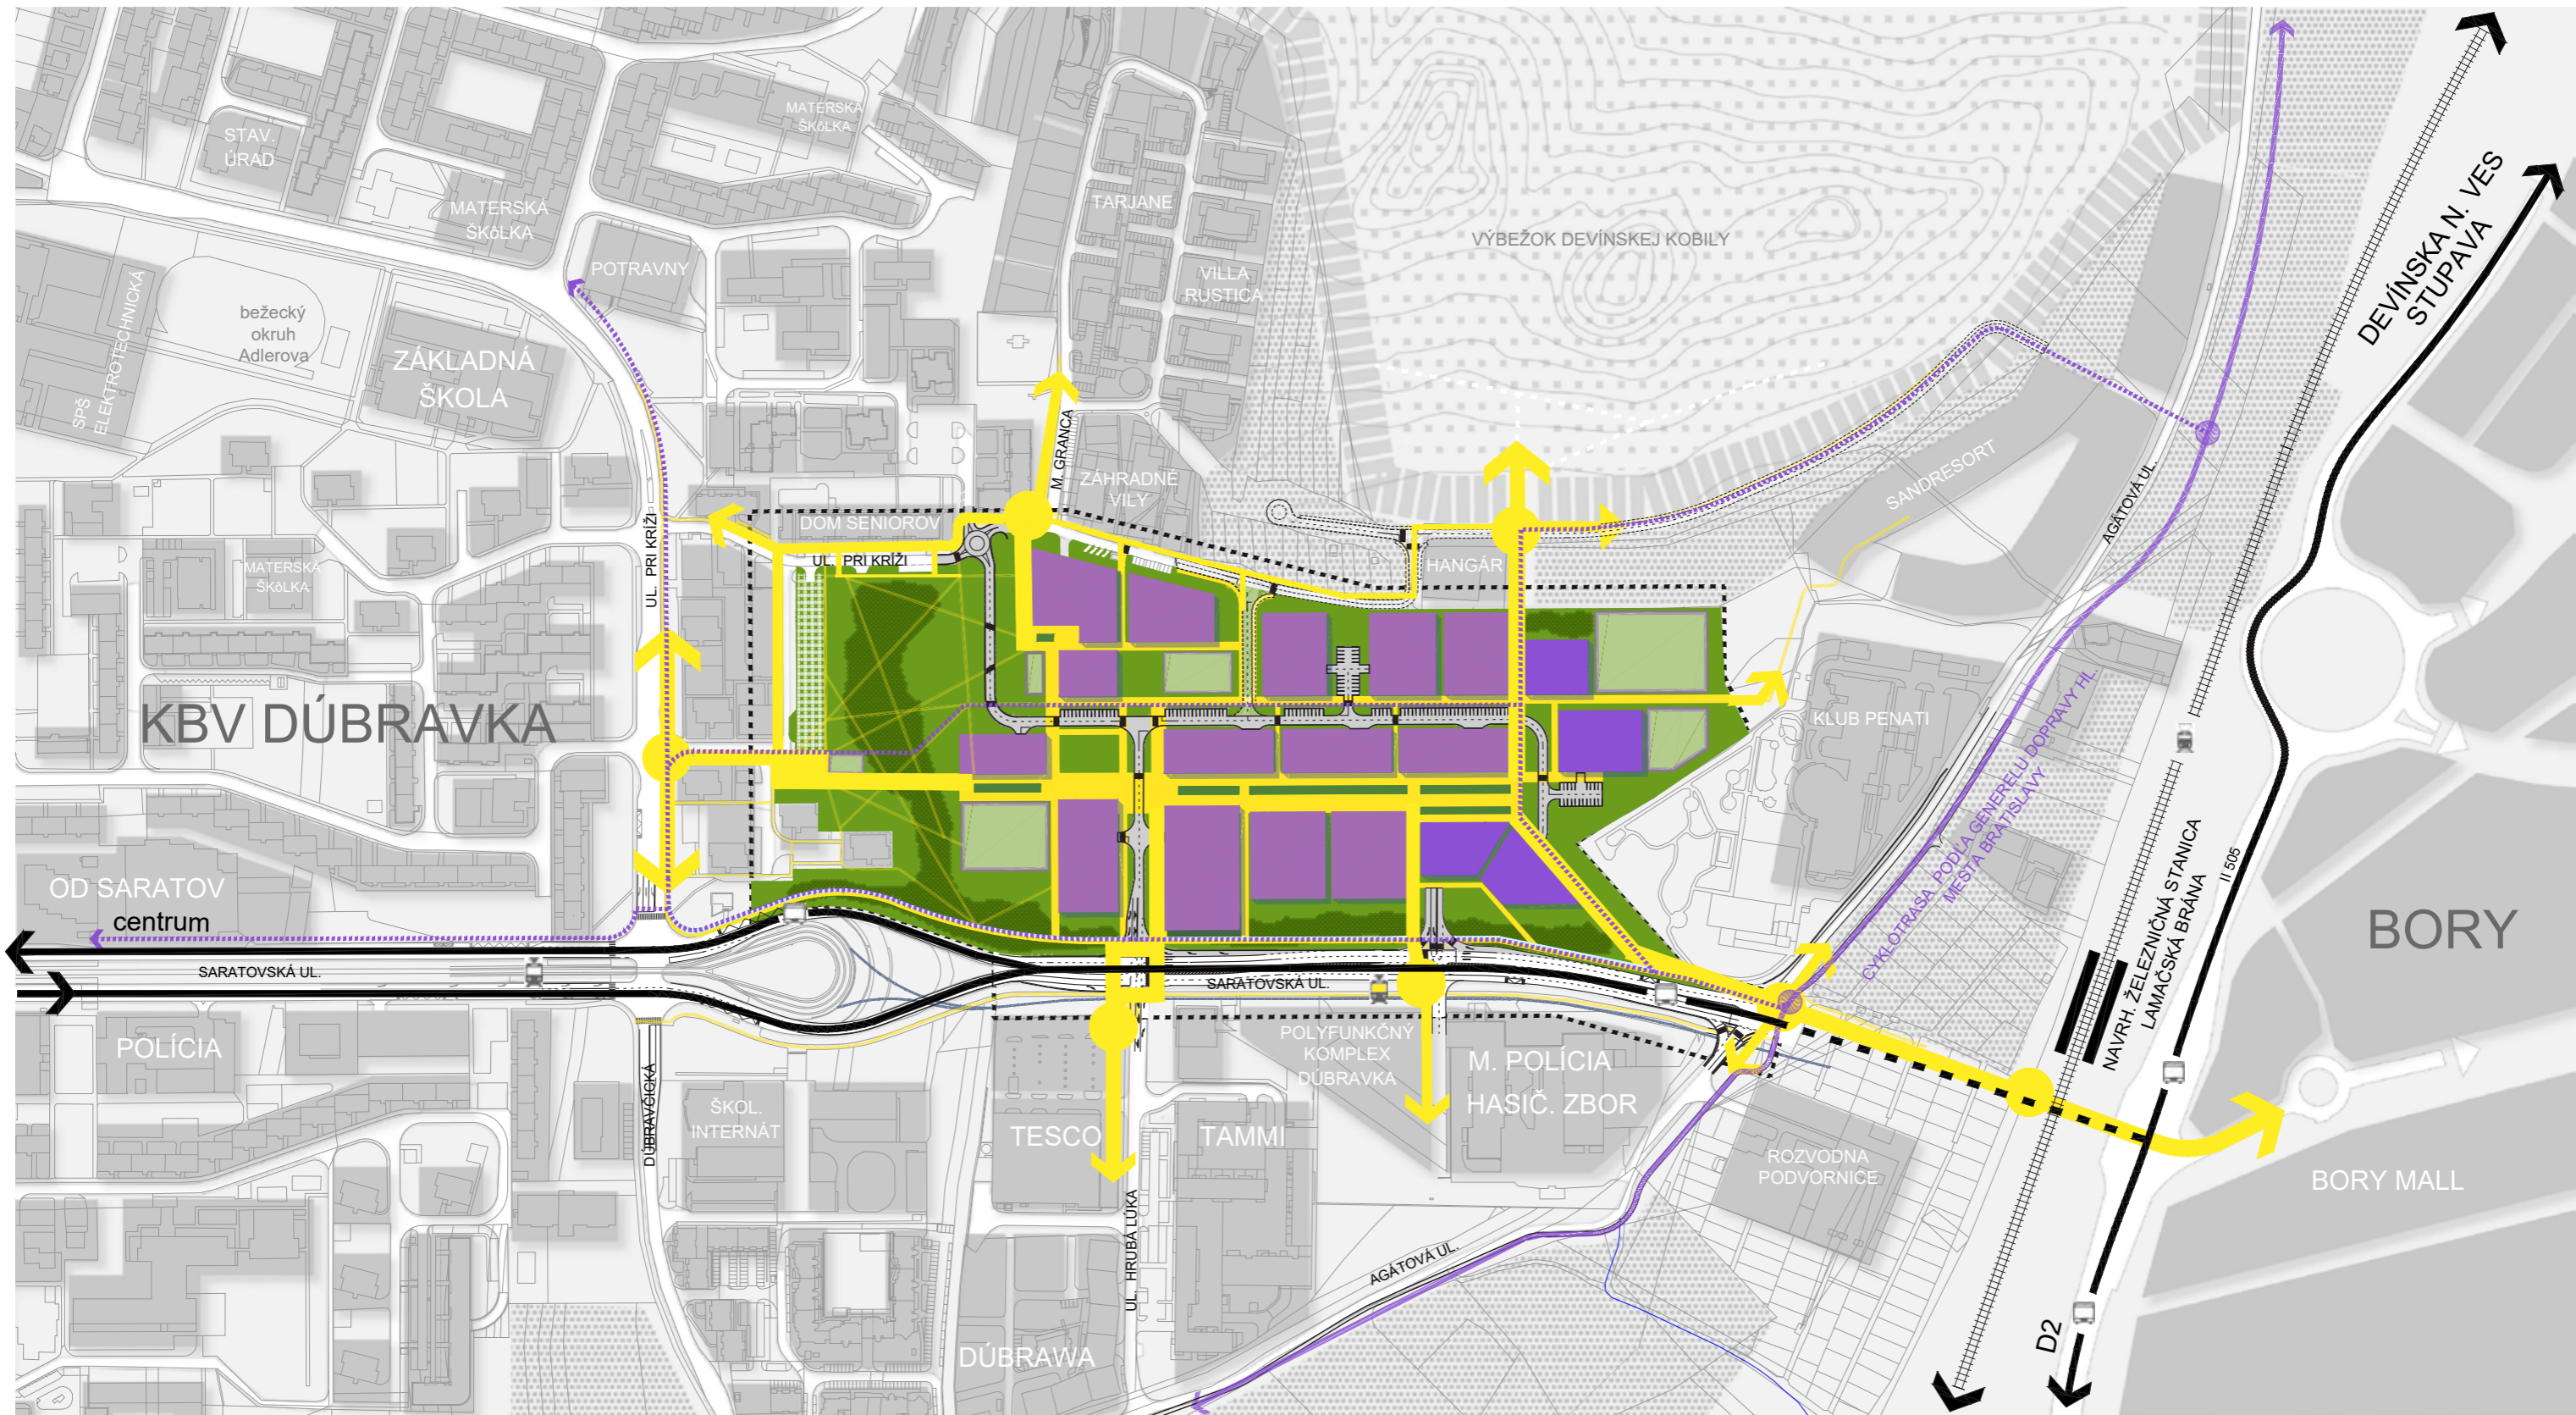 STAV.
ÚRAD
MATERSKÁ
ŠKôLKA
MATERSKÁ
ŠKôLKA
TARJANE
VILLA
RUSTICA
POTRAVNY
VÝBEŽOK DEVÍNSKEJ KOBILY
DEVÍNSKA N. VES
STUPAVA
SPŠ
ELEKTROTECHNICKÁ
bežecký
okruh
Adlerova
ZÁKLADNÁ
ŠKOLA
M. GRANCA
ZÁHRADNÉ
VILY
DOM SENIOROV
UL. PRI KRÍŽI
UL. PRI KRÍŽI
HANGÁR
SANDRESORT
AGÁTOVÁ UL.
MATERSKÁ
ŠKôLKA
KBV DÚBRAVKA
KLUB PENATI
CYKLOTRASA PODĽA GENERELU DOPRAVY HL.
MESTA BRATISLAVY
NAVRH. ŽELEZNIČNÁ STANICA
LAMAČSKÁ BRÁNA
II 505
BORY
OD SARATOV
centrum
SARATOVSKÁ UL.
SARATOVSKÁ UL.
POLÍCIA
DÚBRAVČICKÁ
ŠKOL.
INTERNÁT
TESCO
TAMMI
POLYFUNKČNÝ
KOMPLEX
DÚBRAVKA
M. POLÍCIA
HASIČ. ZBOR
ROZVODNA
PODVORNICE
BORY MALL
UL. HRUBÁ LÚKA
AGÁTOVÁ UL.
DÚBRAWA
D2